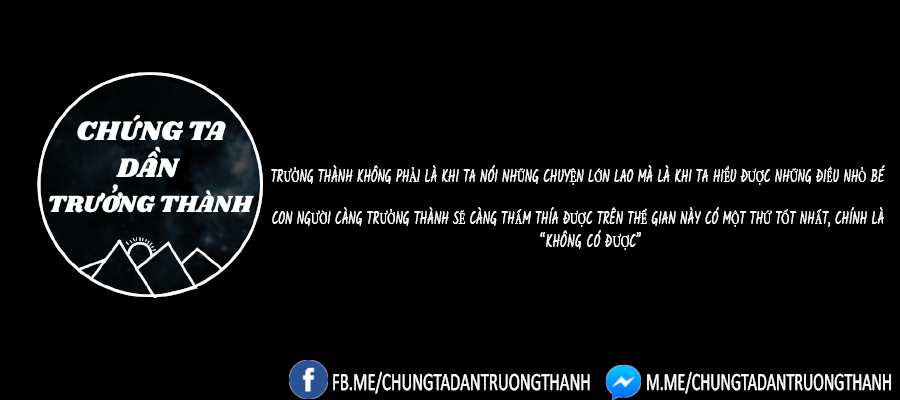 CHỨNG TA
DẦN
TRƯỞNG THÀNH
TRƯỞNG THÀNH KHÔNG PHẢI LÀ KHI TA NÓI NHỮNG CHUYỆN LỚN LAO MÀ LÀ KHI TA HIỂU ĐƯỢC NHỮNG ĐIỀU NHỎ BÉ
CON NGƯỜI CÀNG TRƯỞNG THÀNH SẼ CÀNG THẤM THÍA ĐƯỢC TRÊN THẾ GIAN NÀY CÓ MỘT THỨ TỐT NHẤT, CHÍNH LÀ
"KHÔNG CÓ ĐƯỢC"
FB.ME/CHUNGTADANTRUONGTHANH
M.ME/CHUNGTADANTRUONGTHANH